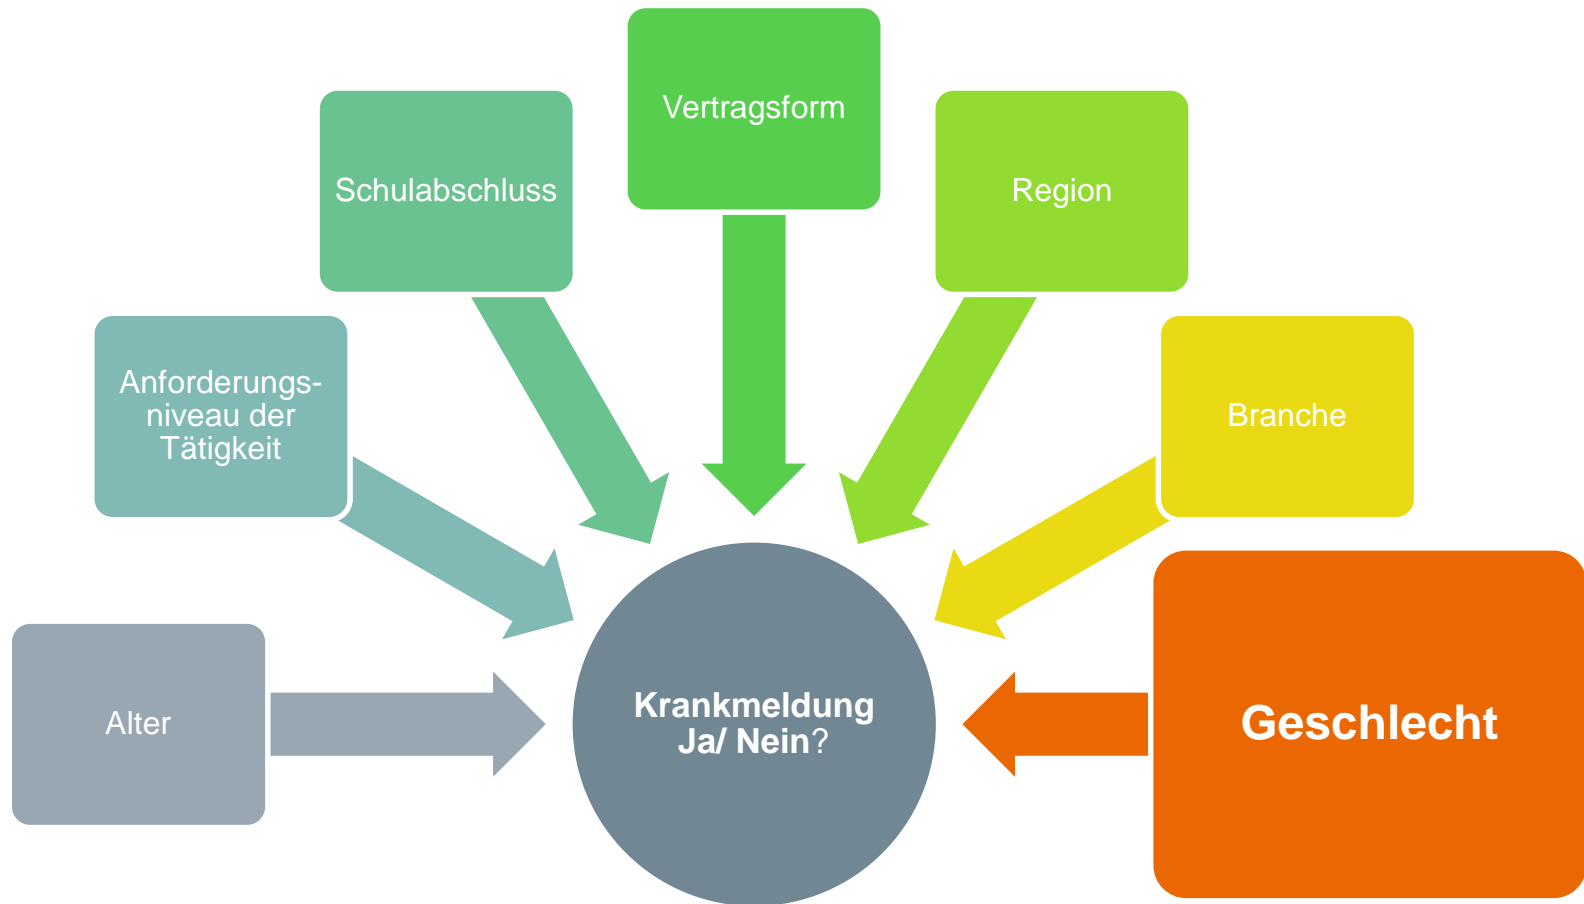 Vertragsform
Schulabschluss
Region
Anforderungs-
niveau der
Tätigkeit
Branche
Alter
Krankmeldung
Ja/ Nein?
Geschlecht